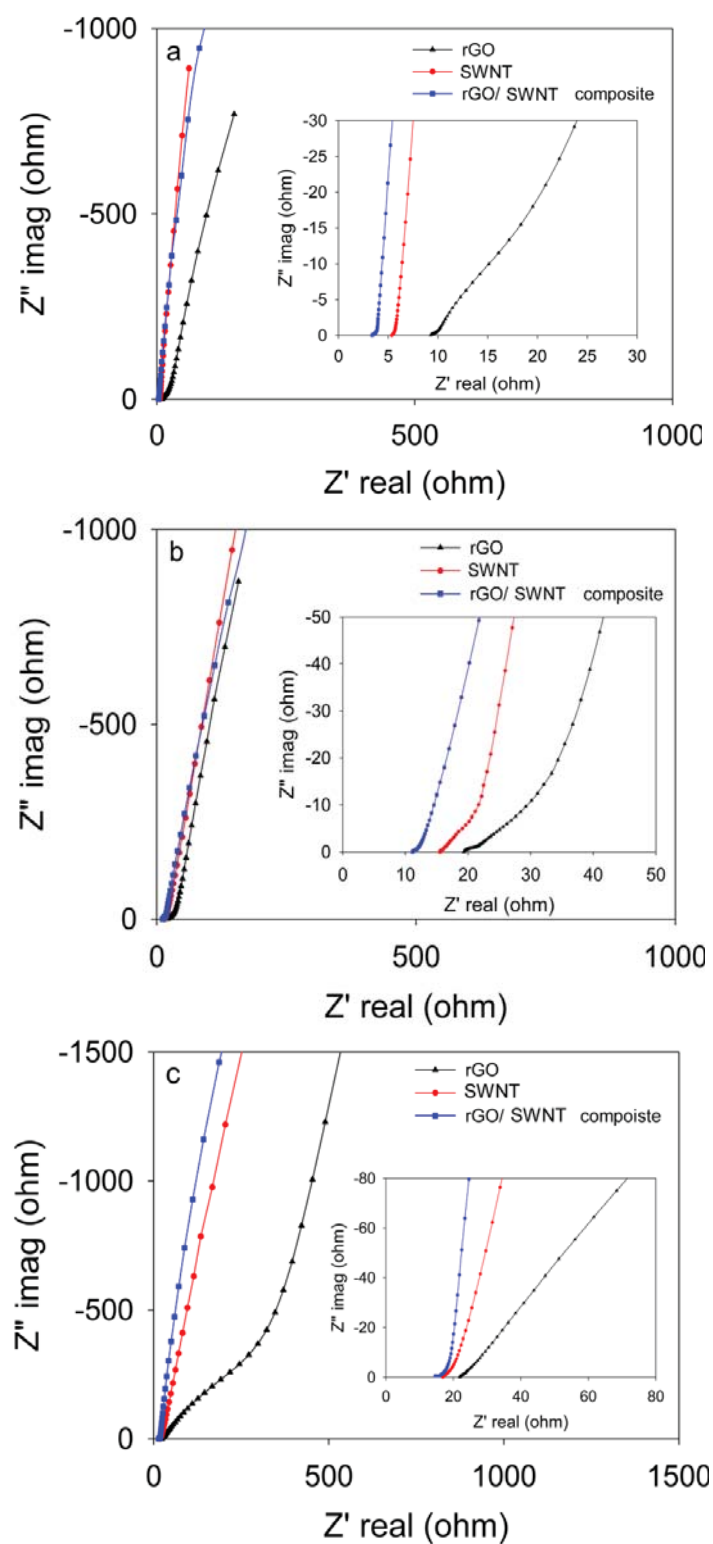 -1000
a
rGO
SWNT
rGO/ SWNT composite
-30
-25
-20
-15
-10
-5
0
Z" imag (ohm)
0 5 10 15 20 25 30
Z' real (ohm)
-500
0
Z" imag (ohm)
0 500 1000
Z' real (ohm)
-1000
b
rGO
SWNT
rGO/ SWNT composite
-50
-40
-30
-20
-10
0
Z" imag (ohm)
0 10 20 30 40 50
Z' real (ohm)
-500
0
Z" imag (ohm)
0 500 1000
Z' real (ohm)
-1500
c
rGO
SWNT
rGO/ SWNT compoiste
-80
-60
-40
-20
0
Z" imag (ohm)
0 20 40 60 80
Z' real (ohm)
-1000
-500
0
Z" imag (ohm)
0 500 1000 1500
Z' real (ohm)